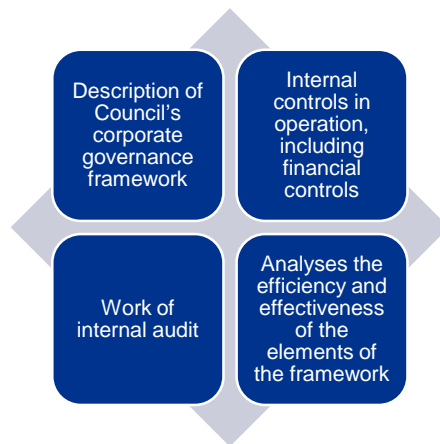 Description of
Council's
corporate
governance
framework
Internal
controls in
operation,
including
financial
controls
Work of
internal audit
Analyses the
efficiency and
effectiveness
of the
elements of
the framework